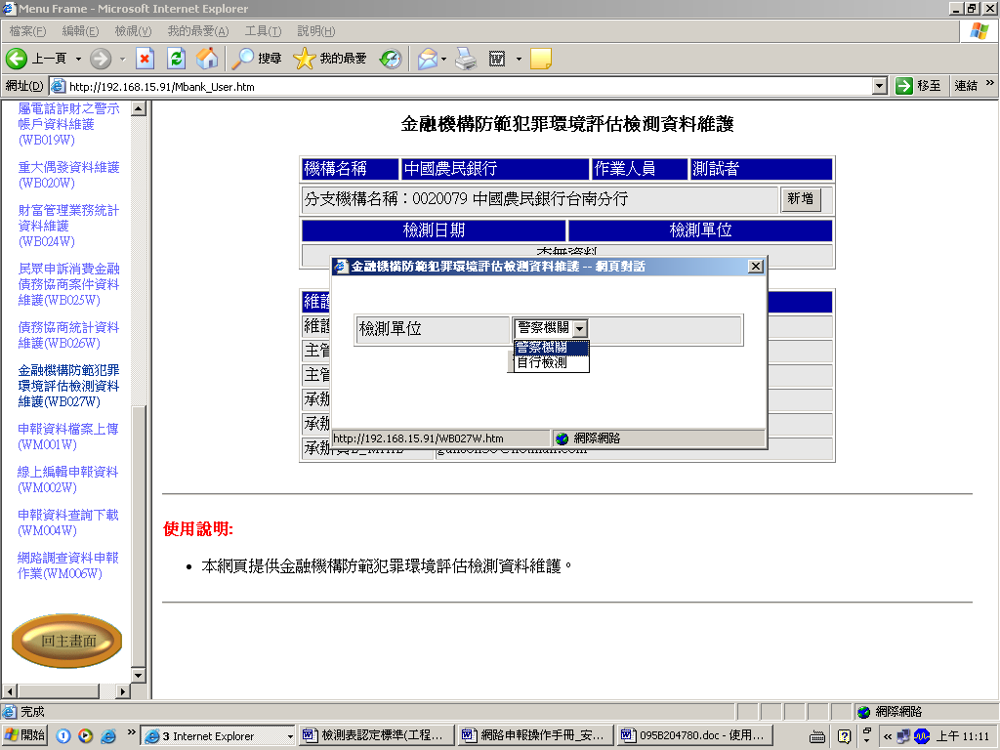 Menu Frame - Microsoft Internet Explorer
檔案(F) 編輯(E) 檢視(V) 我的最愛(A) 工具(T) 說明(H)
上一頁 搜尋 我的最愛
網址(D) http://192.168.15.91/Mbank_User.htm 移至 連結 »
屬電話詐財之警示
帳戶資料維護
(WB019W)
重大偶發資料維護
(WB020W)
財富管理業務統計
資料維護
(WB024W)
民眾申訴消費金融
債務協商案件資料
維護(WB025W)
債務協商統計資料
維護(WB026W)
金融機構防範犯罪
環境評估檢測資料
維護(WB027W)
申報資料檔案上傳
(WM001W)
線上編輯申報資料
(WM002W)
申報資料查詢下載
(WM004W)
網路調查資料申報
作業(WM006W)
回主畫面
金融機構防範犯罪環境評估檢測資料維護
機構名稱 中國農民銀行 作業人員 測試者
分支機構名稱：0020079 中國農民銀行台南分行 新增
檢測日期 檢測單位
查無資料
金融機構防範犯罪環境評估檢測資料維護 -- 網頁對話
檢測單位 警察機關
警察機關
自行檢測
http://192.168.15.91/WB027W.htm 網際網路
維護
維護
主管
主管
承辦
承辦
使用說明:
• 本網頁提供金融機構防範犯罪環境評估檢測資料維護。
完成 網際網路
開始 » 3 Internet Explorer 檢測表認定標準(工程... 網路申報操作手冊_安... 095B204780.doc - 使用... « 上午 11:11